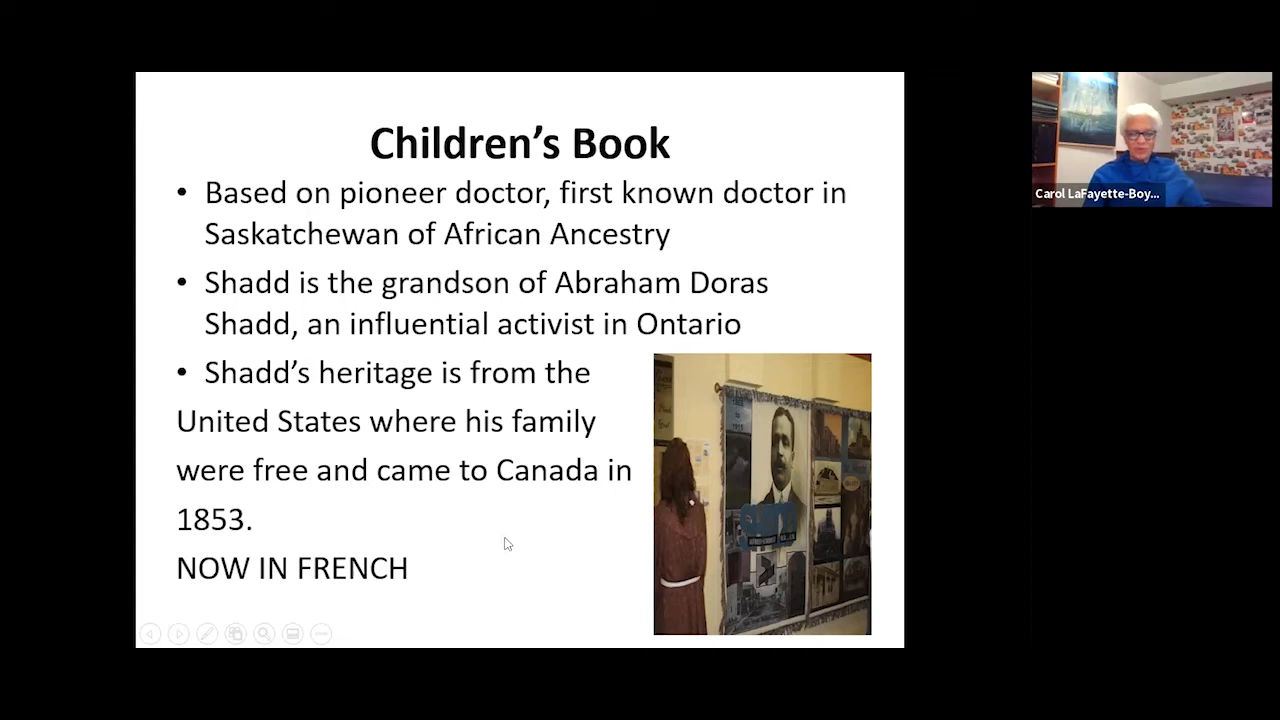 Children's Book
• Based on pioneer doctor, first known doctor in
Saskatchewan of African Ancestry
• Shadd is the grandson of Abraham Doras
Shadd, an influential activist in Ontario
• Shadd's heritage is from the
United States where his family
were free and came to Canada in
1853.
NOW IN FRENCH
Carol LaFayette-Boy...